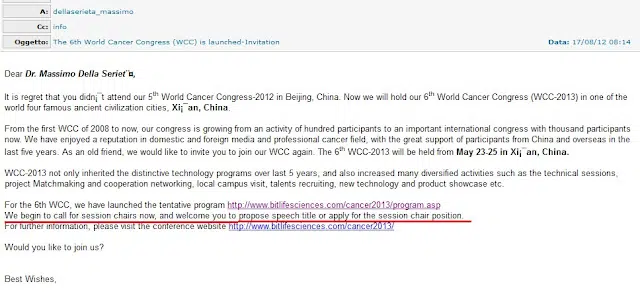 A: dellaserieta_massimo
Cc: info
Oggetto: The 6th World Cancer Congress (WCC) is launched-Invitation Data: 17/08/12 08:14
Dear Dr. Massimo Della Seriet¨¤,
It is regret that you didn¡¯t attend our 5th World Cancer Congress-2012 in Beijing, China. Now we will hold our 6th World Cancer Congress (WCC-2013) in one of the
world four famous ancient civilization cities, Xi¡¯an, China.
From the first WCC of 2008 to now, our congress is growing from an activity of hundred participants to an important international congress with thousand participants
now. We have enjoyed a reputation in domestic and foreign media and professional cancer field, with the great support of participants from China and overseas in the
last five years. As an old friend, we would like to invite you to join our WCC again. The 6th WCC-2013 will be held from May 23-25 in Xi¡¯an, China.
WCC-2013 not only inherited the distinctive technology programs over last 5 years, and also increased many diversified activities such as the technical sessions,
project Matchmaking and cooperation networking, local campus visit, talents recruiting, new technology and product showcase etc.
For the 6th WCC, we have launched the tentative program http://www.bitlifesciences.com/cancer2013/program.asp
We begin to call for session chairs now, and welcome you to propose speech title or apply for the session chair position.
For further information, please visit the conference website http://www.bitlifesciences.com/cancer2013/
Would you like to join us?
Best Wishes,